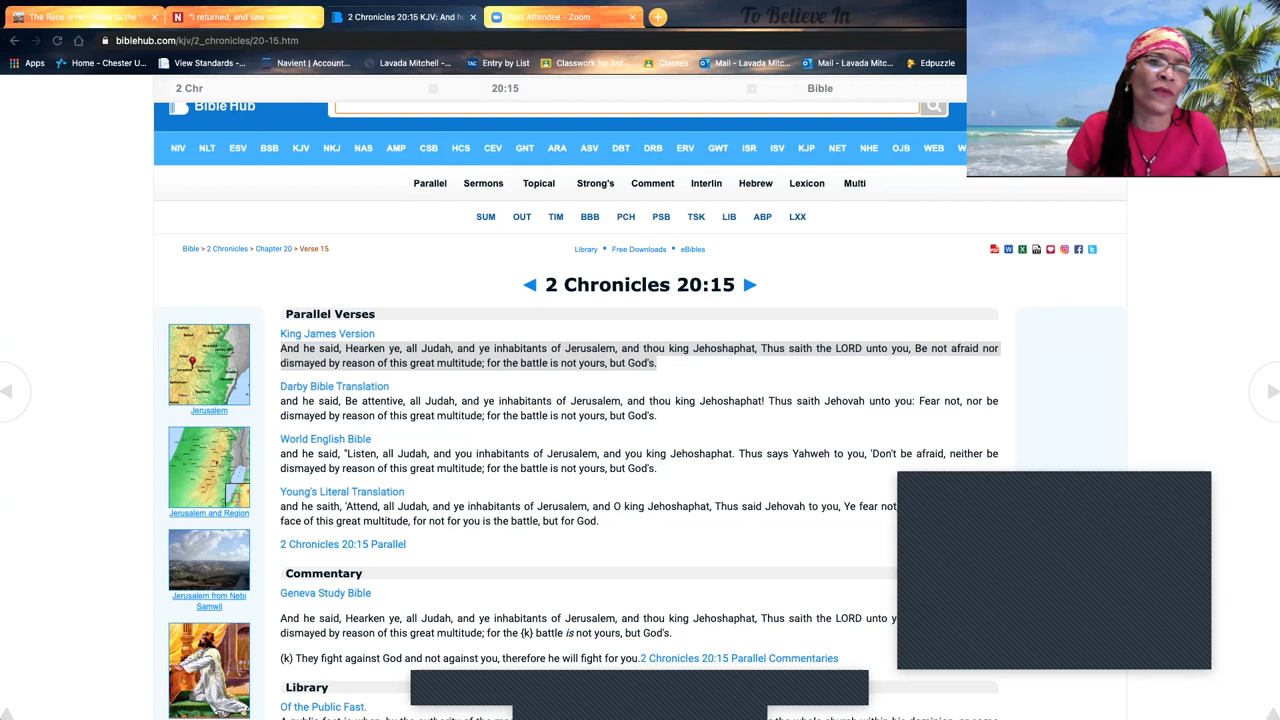 The Race is Not Given to the
"I returned, and saw under
2 Chronicles 20:15 KJV: And he
Post Attendee - Zoom
To Believe In
biblehub.com/kjv/2_chronicles/20-15.htm
Apps
Home - Chester U...
View Standards -...
Navient | Account...
Lavada Mitchell -...
Entry by List
Classwork for 3rd...
Classes
Mail - Lavada Mitc...
Mail - Lavada Mitc...
Edpuzzle
2 Chr
20:15
Bible
Bible Hub
NIV NLT ESV BSB KJV NKJ NAS AMP CSB HCS CEV GNT ARA ASV DBT DRB ERV GWT ISR ISV KJP NET NHE OJB WEB W
Parallel Sermons Topical Strong's Comment Interlin Hebrew Lexicon Multi
SUM OUT TIM BBB PCH PSB TSK LIB ABP LXX
Bible > 2 Chronicles > Chapter 20 > Verse 15
Library • Free Downloads • eBibles
◄ 2 Chronicles 20:15 ►
Parallel Verses
King James Version
And he said, Hearken ye, all Judah, and ye inhabitants of Jerusalem, and thou king Jehoshaphat, Thus saith the LORD unto you, Be not afraid nor
dismayed by reason of this great multitude; for the battle is not yours, but God's.
Darby Bible Translation
and he said, Be attentive, all Judah, and ye inhabitants of Jerusalem, and thou king Jehoshaphat! Thus saith Jehovah unto you: Fear not, nor be
dismayed by reason of this great multitude; for the battle is not yours, but God's.
World English Bible
and he said, "Listen, all Judah, and you inhabitants of Jerusalem, and you king Jehoshaphat. Thus says Yahweh to you, 'Don't be afraid, neither be
dismayed by reason of this great multitude; for the battle is not yours, but God's.
Young's Literal Translation
and he saith, 'Attend, all Judah, and ye inhabitants of Jerusalem, and O king Jehoshaphat, Thus said Jehovah to you, Ye fear not
face of this great multitude, for not for you is the battle, but for God.
2 Chronicles 20:15 Parallel
Commentary
Geneva Study Bible
And he said, Hearken ye, all Judah, and ye inhabitants of Jerusalem, and thou king Jehoshaphat, Thus saith the LORD unto y
dismayed by reason of this great multitude; for the {k} battle is not yours, but God's.
(k) They fight against God and not against you, therefore he will fight for you.2 Chronicles 20:15 Parallel Commentaries
Library
Of the Public Fast.
Jerusalem
Jerusalem and Region
Jerusalem from Nebi
Samwil